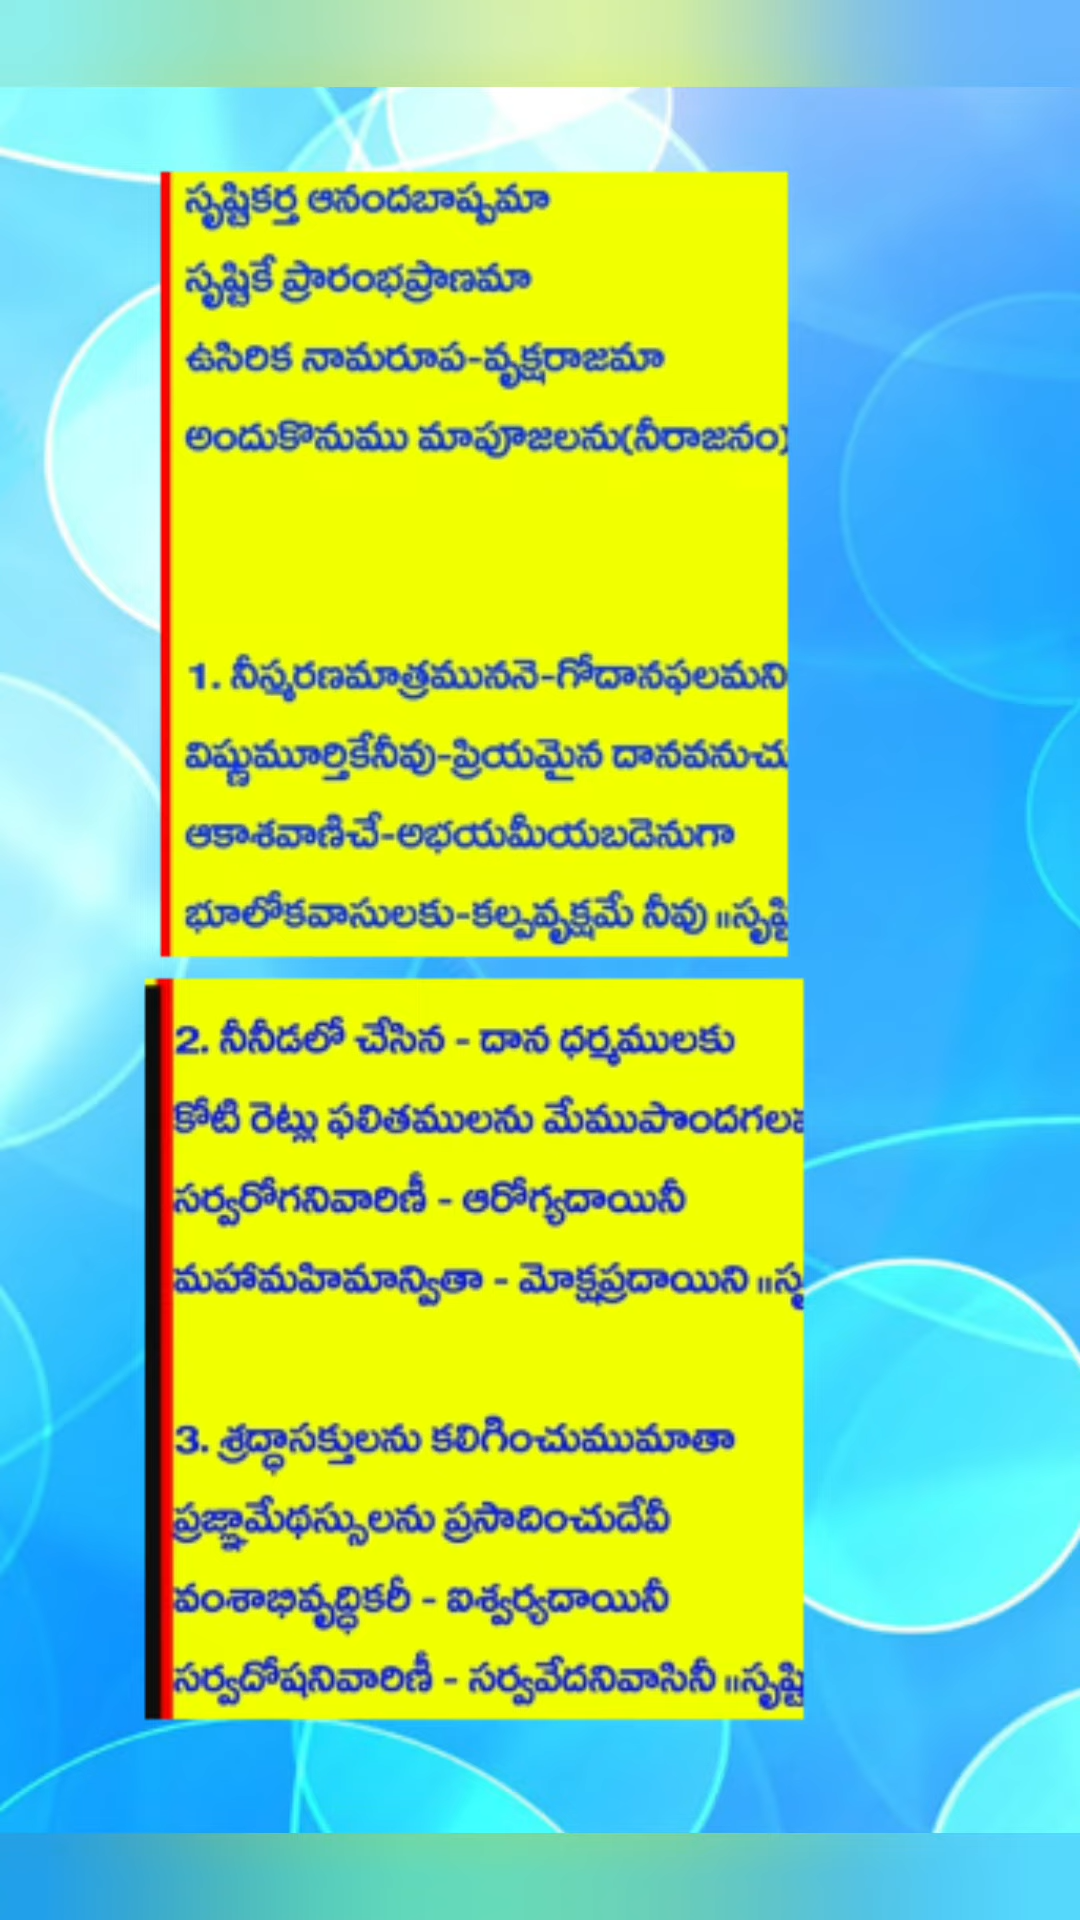 సృష్టికర్త ఆనందబాష్పమా
సృష్టికే ప్రారంభప్రాణమా
ఉసిరిక నామరూప-వృక్షరాజమా
అందుకొనుము మాపూజలను(నీరాజనం)
1. నీస్మరణమాత్రముననె-గోదానఫలమని
విష్ణుమూర్తికేనీవు-ప్రియమైన దానవనుచు
ఆకాశవాణిచే-అభయమీయబడెనుగా
భూలోకవాసులకు-కల్పవృక్షమే నీవు ॥సృష్టి
2. నీనీడలో చేసిన - దాన ధర్మములకు
కోటి రెట్లు ఫలితములను
సర్వరోగనివారిణీ - ఆరోగ్యదాయినీ
మహామహిమాన్వితా - మోక్షప్రదాయిని ॥సృ
3. శ్రద్ధాసక్తులను కలిగించుముమాతా
ప్రజ్ఞామేథస్సులను ప్రసాదించుదేవీ
వంశాభివృద్ధికరీ - ఐశ్వర్యదాయినీ
సర్వదోషనివారిణీ - సర్వవేదనివాసినీ ॥సృష్టి